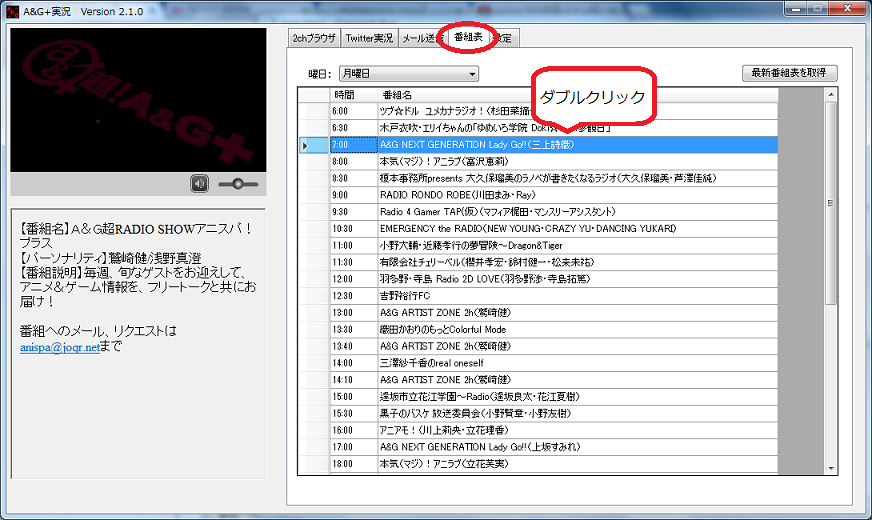 A&G+実況 Version 2.1.0
超!A&G+
2chブラウザ
Twitter実況
メール送信
番組表
設定
曜日:
月曜日
最新番組表を取得
ダブルクリック
時間 番組名
6:00 ツブ☆ドル ユメカナラジオ!(杉田菜摘
6:30 木戸衣吹・エリイちゃんの「ゆめいろ学院 Doki 参観日」
7:00 A&G NEXT GENERATION Lady Go!!(三上詩織)
8:00 本気(マジ)!アニラブ(富沢恵莉)
8:30 榎本事務所presents 大久保瑠美のラノベが書きたくなるラジオ(大久保瑠美・芦澤佳純)
9:00 RADIO RONDO ROBE(川田まみ・Ray)
9:30 Radio 4 Gamer TAP(仮)(マフィア梶田・マンスリーアシスタント)
10:30 EMERGENCY the RADIO(NEW YOUNG・CRAZY YU・DANCING YUKARI)
11:00 小野大輔・近藤孝行の夢冒険~Dragon&Tiger
11:30 有限会社チェリーベル(櫻井孝宏・鈴村健一・松来未祐)
12:00 羽多野・寺島 Radio 2D LOVE(羽多野渉・寺島拓篤)
12:30 吉野裕行FC
13:00 A&G ARTIST ZONE 2h(鷲崎健)
13:30 織田かおりのもっとColorful Mode
13:40 A&G ARTIST ZONE 2h(鷲崎健)
14:00 三澤紗千香のreal oneself
14:10 A&G ARTIST ZONE 2h(鷲崎健)
15:00 逢坂市立花江学園~Radio(逢坂良太・花江夏樹)
15:30 黒子のバスケ 放送委員会(小野賢章・小野友樹)
16:00 アニアモ!(川上莉央・立花理香)
17:00 A&G NEXT GENERATION Lady Go!!(上坂すみれ)
18:00 本気(マジ)!アニラブ(立花芙実)
【番組名】A&G超RADIO SHOWアニスパ!
プラス
【パーソナリティ】鷲崎健/浅野真澄
【番組説明】毎週、旬なゲストをお迎えして、
アニメ&ゲーム情報を、フリートークと共にお
届け!
番組へのメール、リクエストは
anispa@joqr.netまで